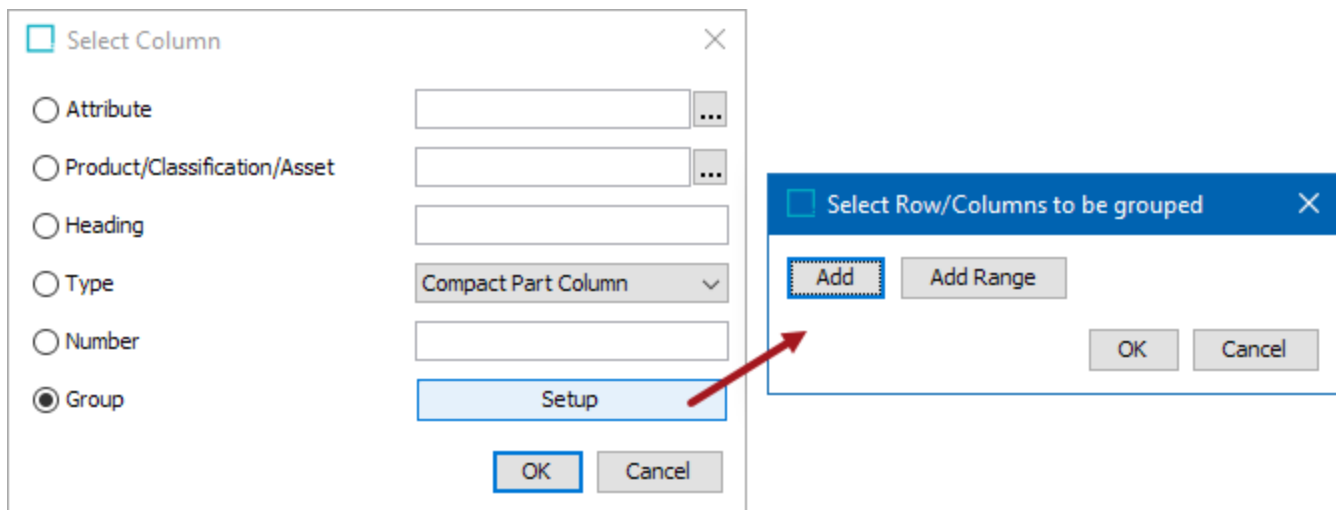 Select Column
Attribute
...
Product/Classification/Asset
...
Heading
Type
Compact Part Column
Number
Group
Setup
OK
Cancel
Select Row/Columns to be grouped
Add
Add Range
OK
Cancel